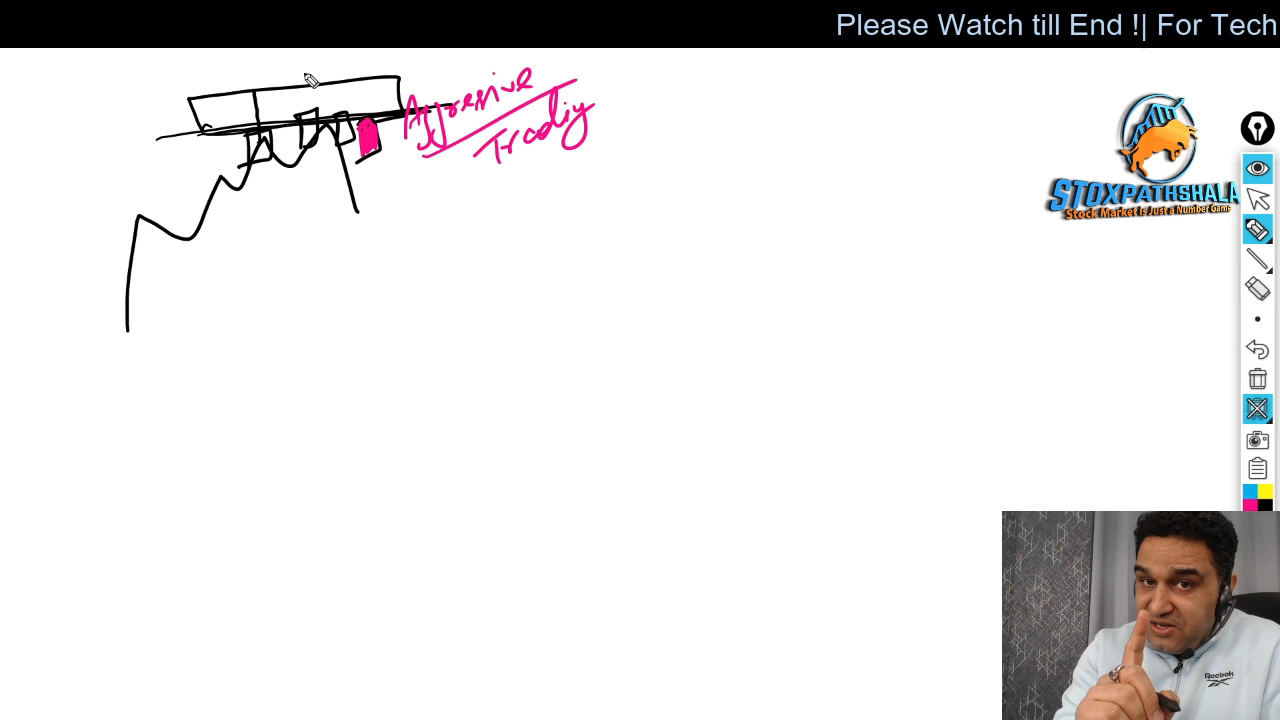 Please Watch till End !| For Tech
Aggressive
Trading
STOXPATHSHALA
Stock Market is Just a Number Game
Reebok